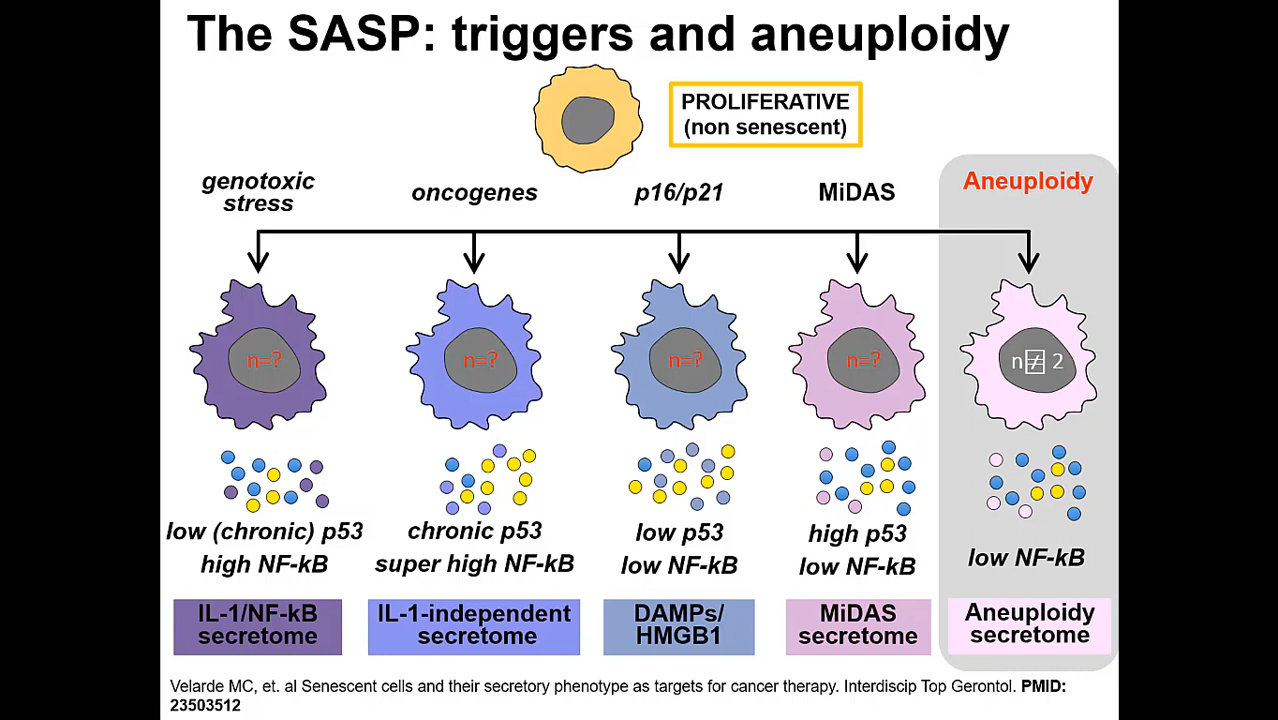 The SASP: triggers and aneuploidy
PROLIFERATIVE
(non senescent)
genotoxic
stress
oncogenes
p16/p21
MiDAS
Aneuploidy
n=?
n=?
n=?
n=?
n≠ 2
low (chronic) p53
high NF-kB
chronic p53
super high NF-kB
low p53
low NF-kB
high p53
low NF-kB
low NF-kB
IL-1/NF-kB
secretome
IL-1-independent
secretome
DAMPs/
HMGB1
MiDAS
secretome
Aneuploidy
secretome
Velarde MC, et. al Senescent cells and their secretory phenotype as targets for cancer therapy. Interdiscip Top Gerontol. PMID:
23503512